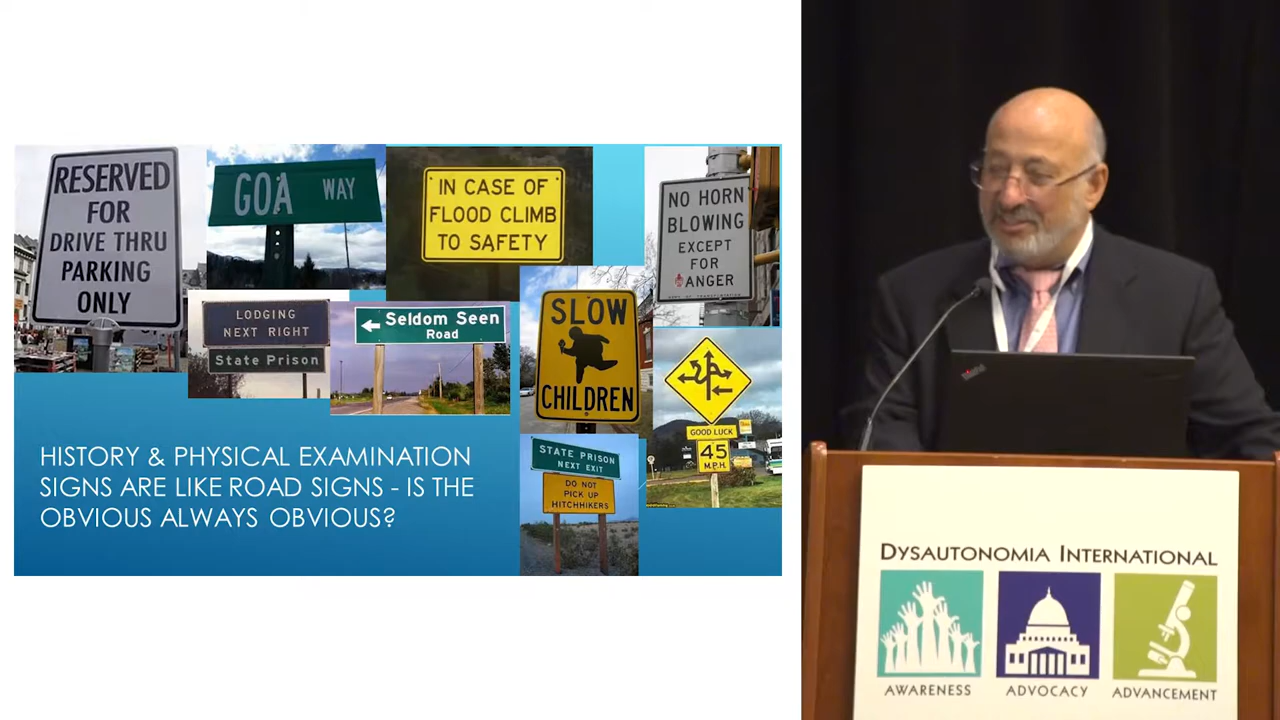 RESERVED
FOR
DRIVE THRU
PARKING
ONLY
GOA WAY
IN CASE OF
FLOOD CLIMB
TO SAFETY
NO HORN
BLOWING
EXCEPT
FOR
ANGER
LODGING
NEXT RIGHT
State Prison
Seldom Seen
Road
SLOW
CHILDREN
GOOD LUCK
45
M.P.H.
STATE PRISON
NEXT EXIT
DO NOT
PICK UP
HITCHHIKERS
HISTORY & PHYSICAL EXAMINATION
SIGNS ARE LIKE ROAD SIGNS - IS THE
OBVIOUS ALWAYS OBVIOUS?
DYSAUTONOMIA INTERNATIONAL
AWARENESS
ADVOCACY
ADVANCEMENT